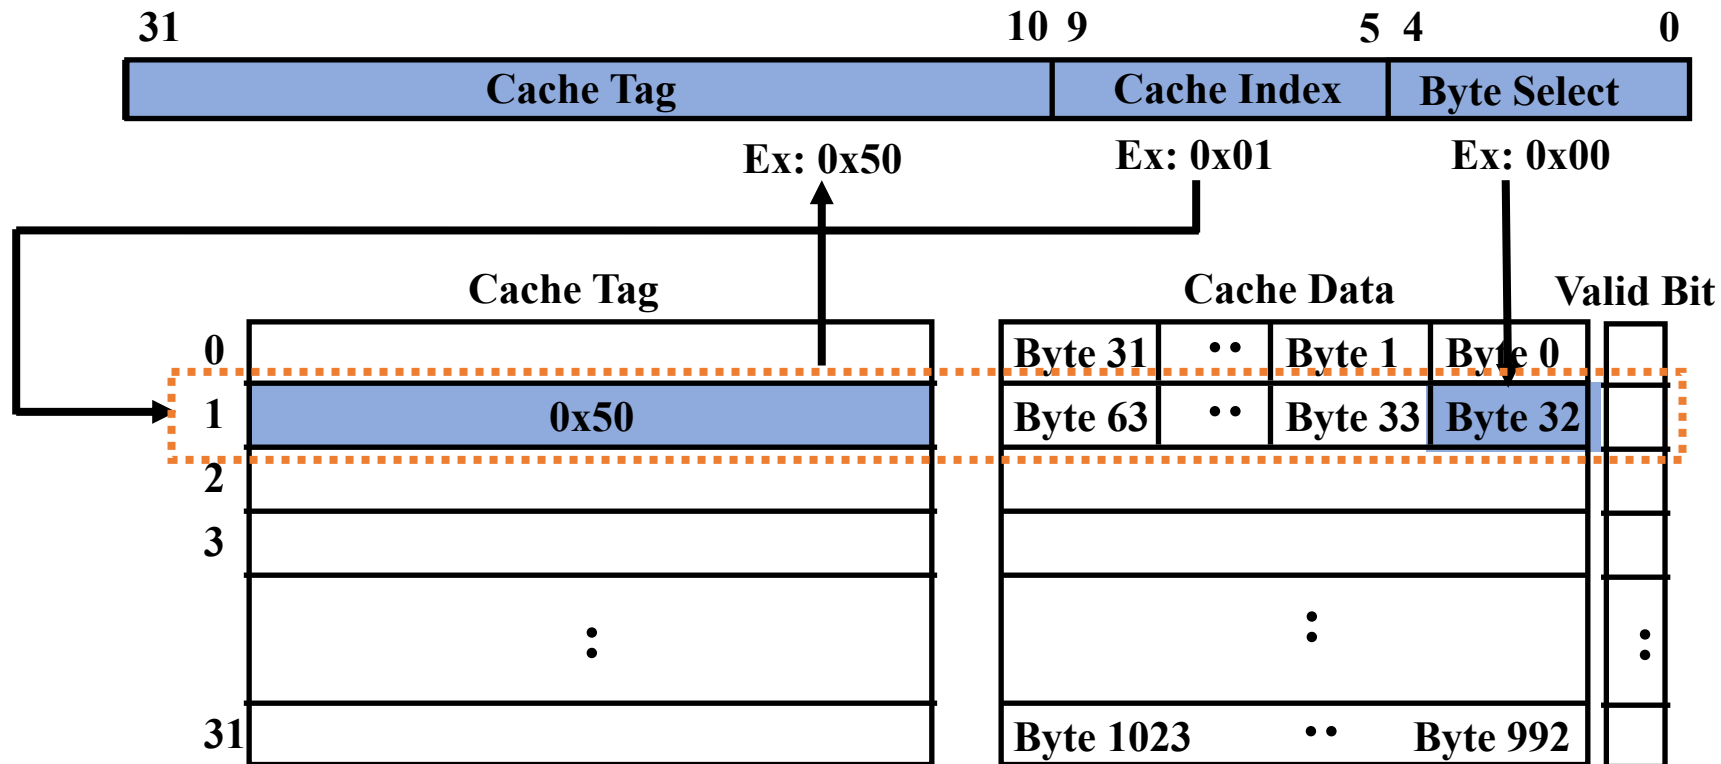 31 10 9 5 4 0
Cache Tag Cache Index Byte Select
Ex: 0x50 Ex: 0x01 Ex: 0x00
Cache Tag Cache Data Valid Bit
0 Byte 31 •• Byte 1 Byte 0
1 0x50 Byte 63 •• Byte 33 Byte 32
2
3
: : :
31 Byte 1023 •• Byte 992